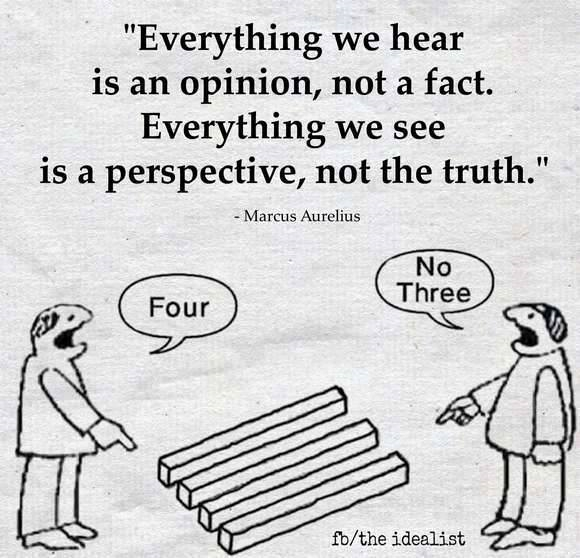 "Everything we hear
is an opinion, not a fact.
Everything we see
is a perspective, not the truth."
- Marcus Aurelius
Four
No
Three
fb/the idealist